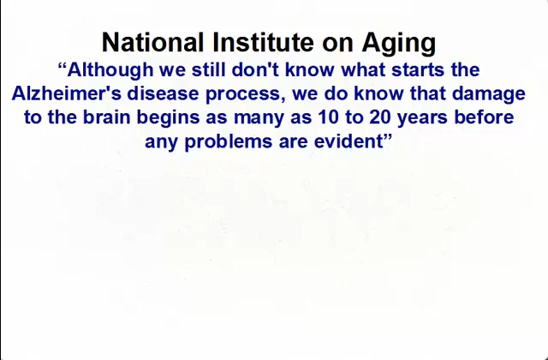 National Institute on Aging
“Although we still don't know what starts the
Alzheimer's disease process, we do know that damage
to the brain begins as many as 10 to 20 years before
any problems are evident”